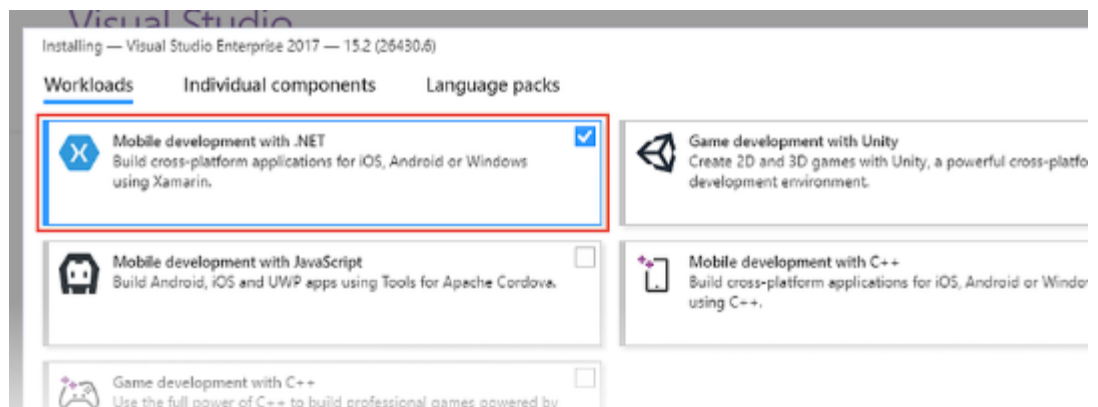 Visual Studio
Installing — Visual Studio Enterprise 2017 — 15.2 (26430.6)
Workloads Individual components Language packs
Mobile development with .NET
Build cross-platform applications for iOS, Android or Windows
using Xamarin.
Game development with Unity
Create 2D and 3D games with Unity, a powerful cross-platfo
development environment.
Mobile development with JavaScript
Build Android, iOS and UWP apps using Tools for Apache Cordova.
Mobile development with C++
Build cross-platform applications for iOS, Android or Window
using C++.
Game development with C++
Use the full power of C++ to build professional games powered by